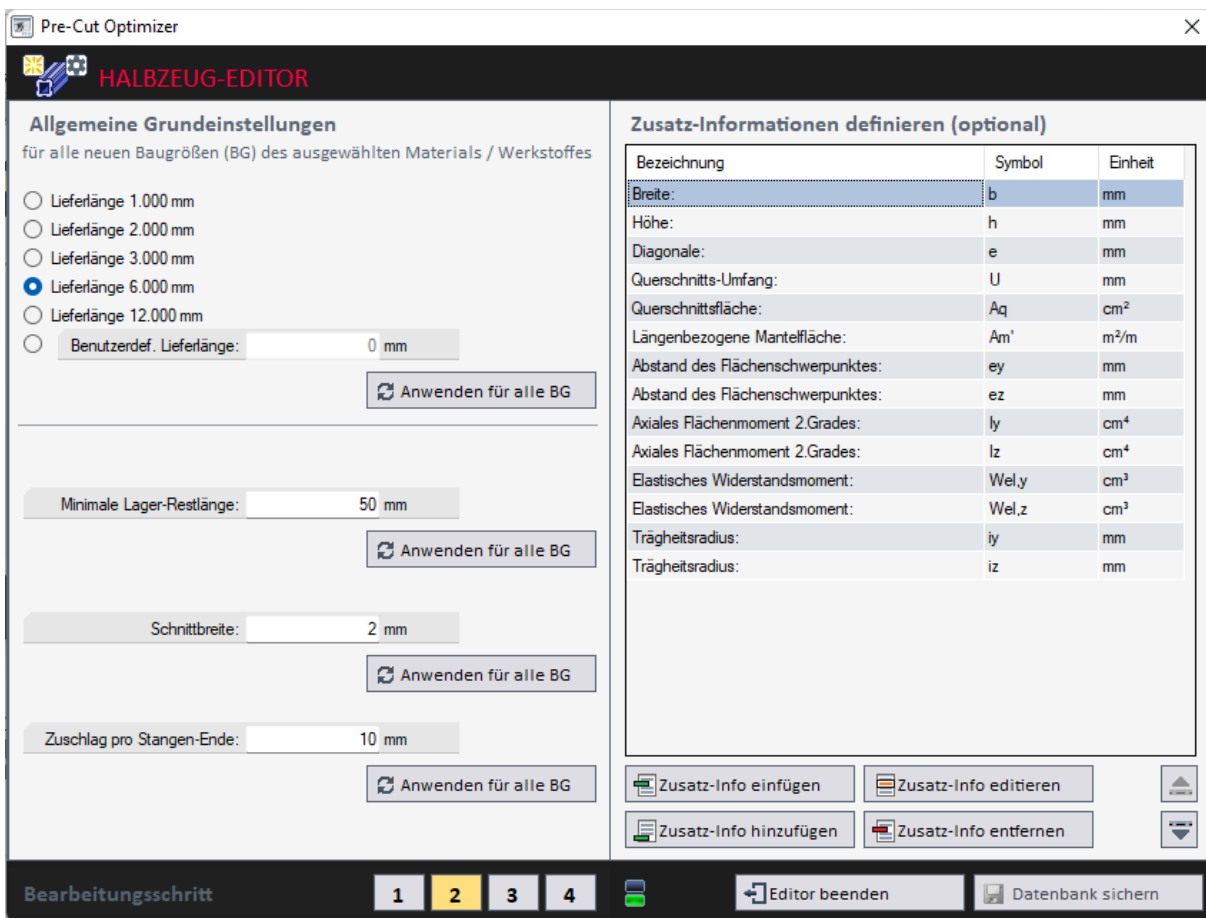 Pre-Cut Optimizer
HALBZEUG-EDITOR
Allgemeine Grundeinstellungen
für alle neuen Baugrößen (BG) des ausgewählten Materials / Werkstoffes
Lieferlänge 1.000 mm
Lieferlänge 2.000 mm
Lieferlänge 3.000 mm
Lieferlänge 6.000 mm
Lieferlänge 12.000 mm
Benutzerdef. Lieferlänge: 0 mm
Anwenden für alle BG
Minimale Lager-Restlänge: 50 mm
Anwenden für alle BG
Schnittbreite: 2 mm
Anwenden für alle BG
Zuschlag pro Stangen-Ende: 10 mm
Anwenden für alle BG
Zusatz-Informationen definieren (optional)
Bezeichnung Symbol Einheit
Breite: b mm
Höhe: h mm
Diagonale: e mm
Querschnitts-Umfang: U mm
Querschnittsfläche: Aq cm²
Längenbezogene Mantelfläche: Am' m²/m
Abstand des Flächenschwerpunktes: ey mm
Abstand des Flächenschwerpunktes: ez mm
Axiales Flächenmoment 2.Grades: Iy cm⁴
Axiales Flächenmoment 2.Grades: Iz cm⁴
Elastisches Widerstandsmoment: Wel,y cm³
Elastisches Widerstandsmoment: Wel,z cm³
Trägheitsradius: iy mm
Trägheitsradius: iz mm
Zusatz-Info einfügen Zusatz-Info editieren
Zusatz-Info hinzufügen Zusatz-Info entfernen
Bearbeitungsschritt 1 2 3 4 Editor beenden Datenbank sichern